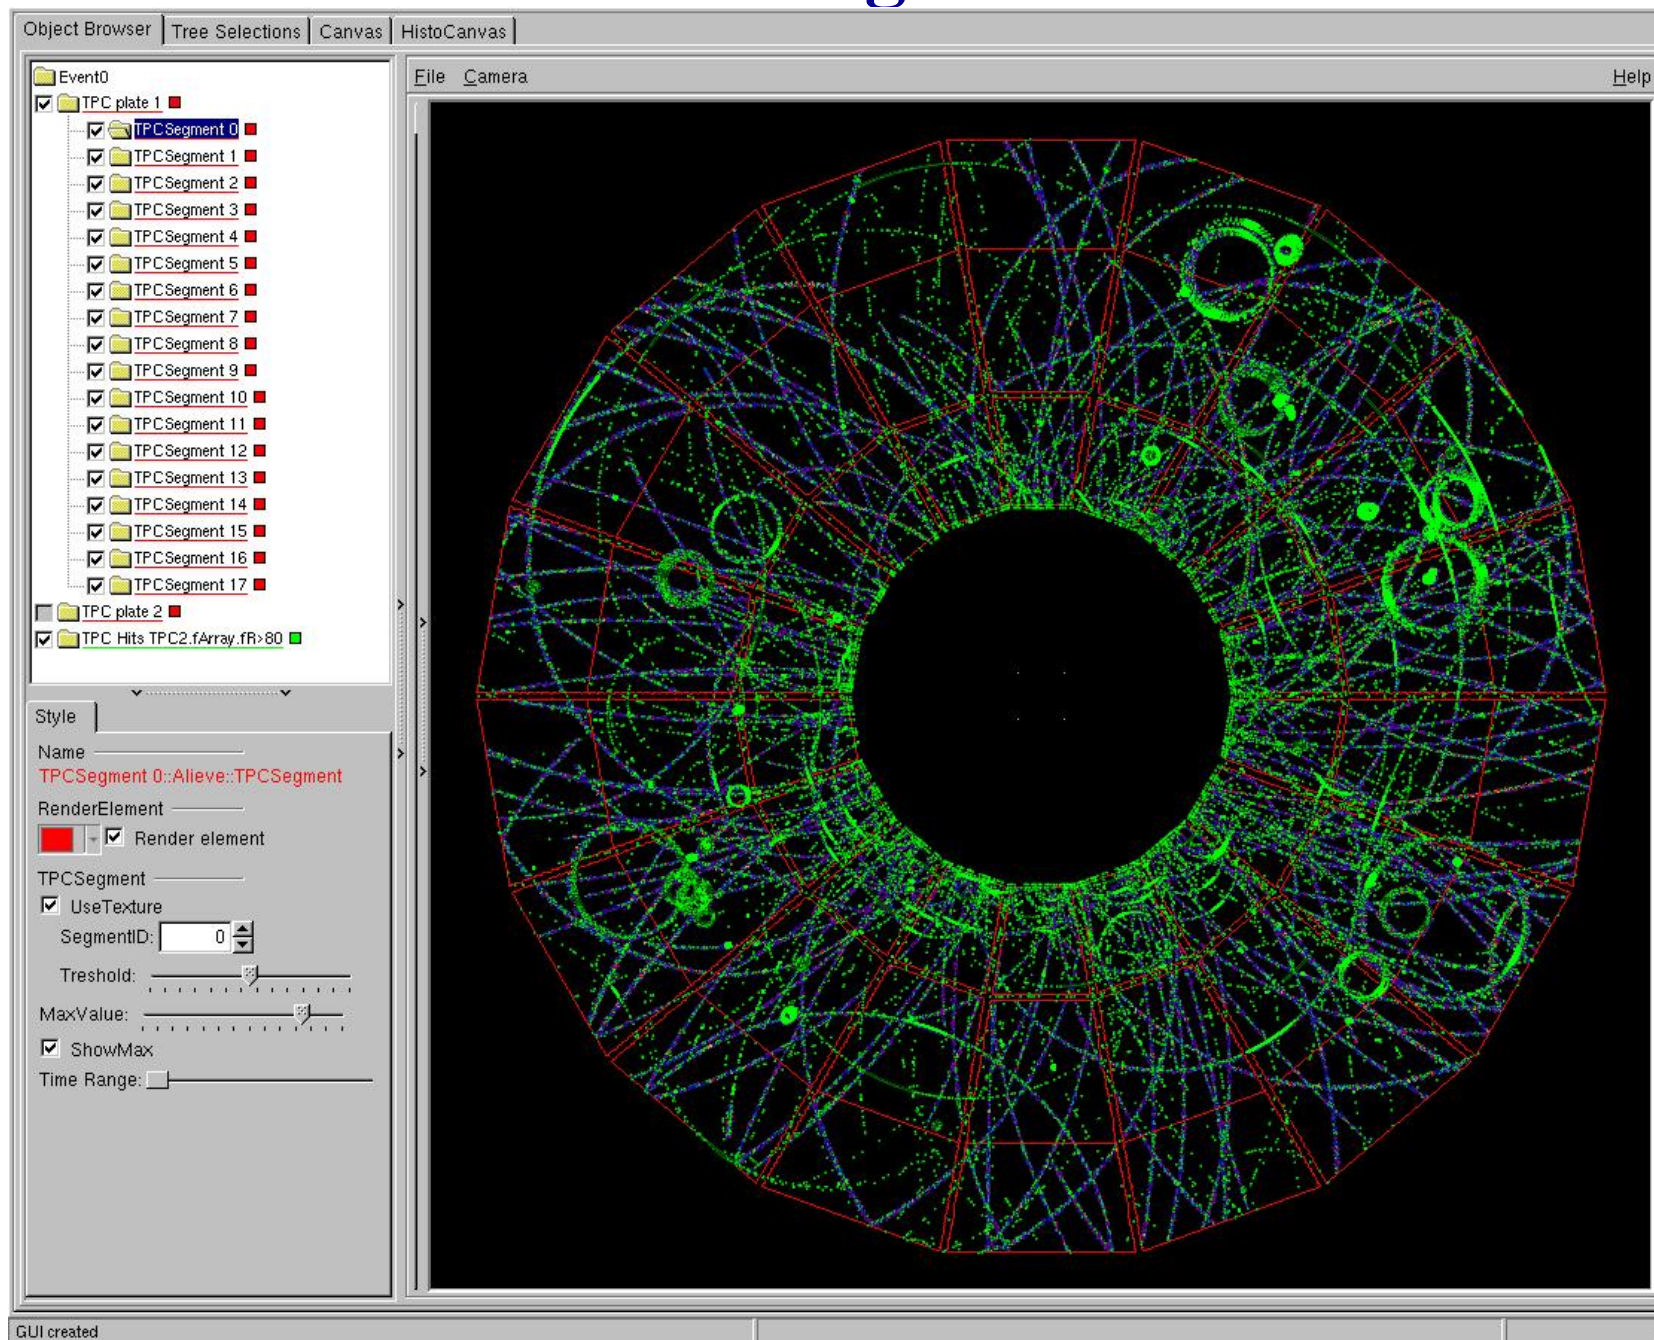 Object Browser Tree Selections Canvas HistoCanvas
File Camera Help
Event0
TPC plate 1
TPCSegment 0
TPCSegment 1
TPCSegment 2
TPCSegment 3
TPCSegment 4
TPCSegment 5
TPCSegment 6
TPCSegment 7
TPCSegment 8
TPCSegment 9
TPCSegment 10
TPCSegment 11
TPCSegment 12
TPCSegment 13
TPCSegment 14
TPCSegment 15
TPCSegment 16
TPCSegment 17
TPC plate 2
TPC Hits TPC2.fArray.fR>80
Style
Name
TPCSegment 0::Alieve::TPCSegment
RenderElement
Render element
TPCSegment
UseTexture
SegmentID: 0
Treshold:
MaxValue:
ShowMax
Time Range:
GUI created